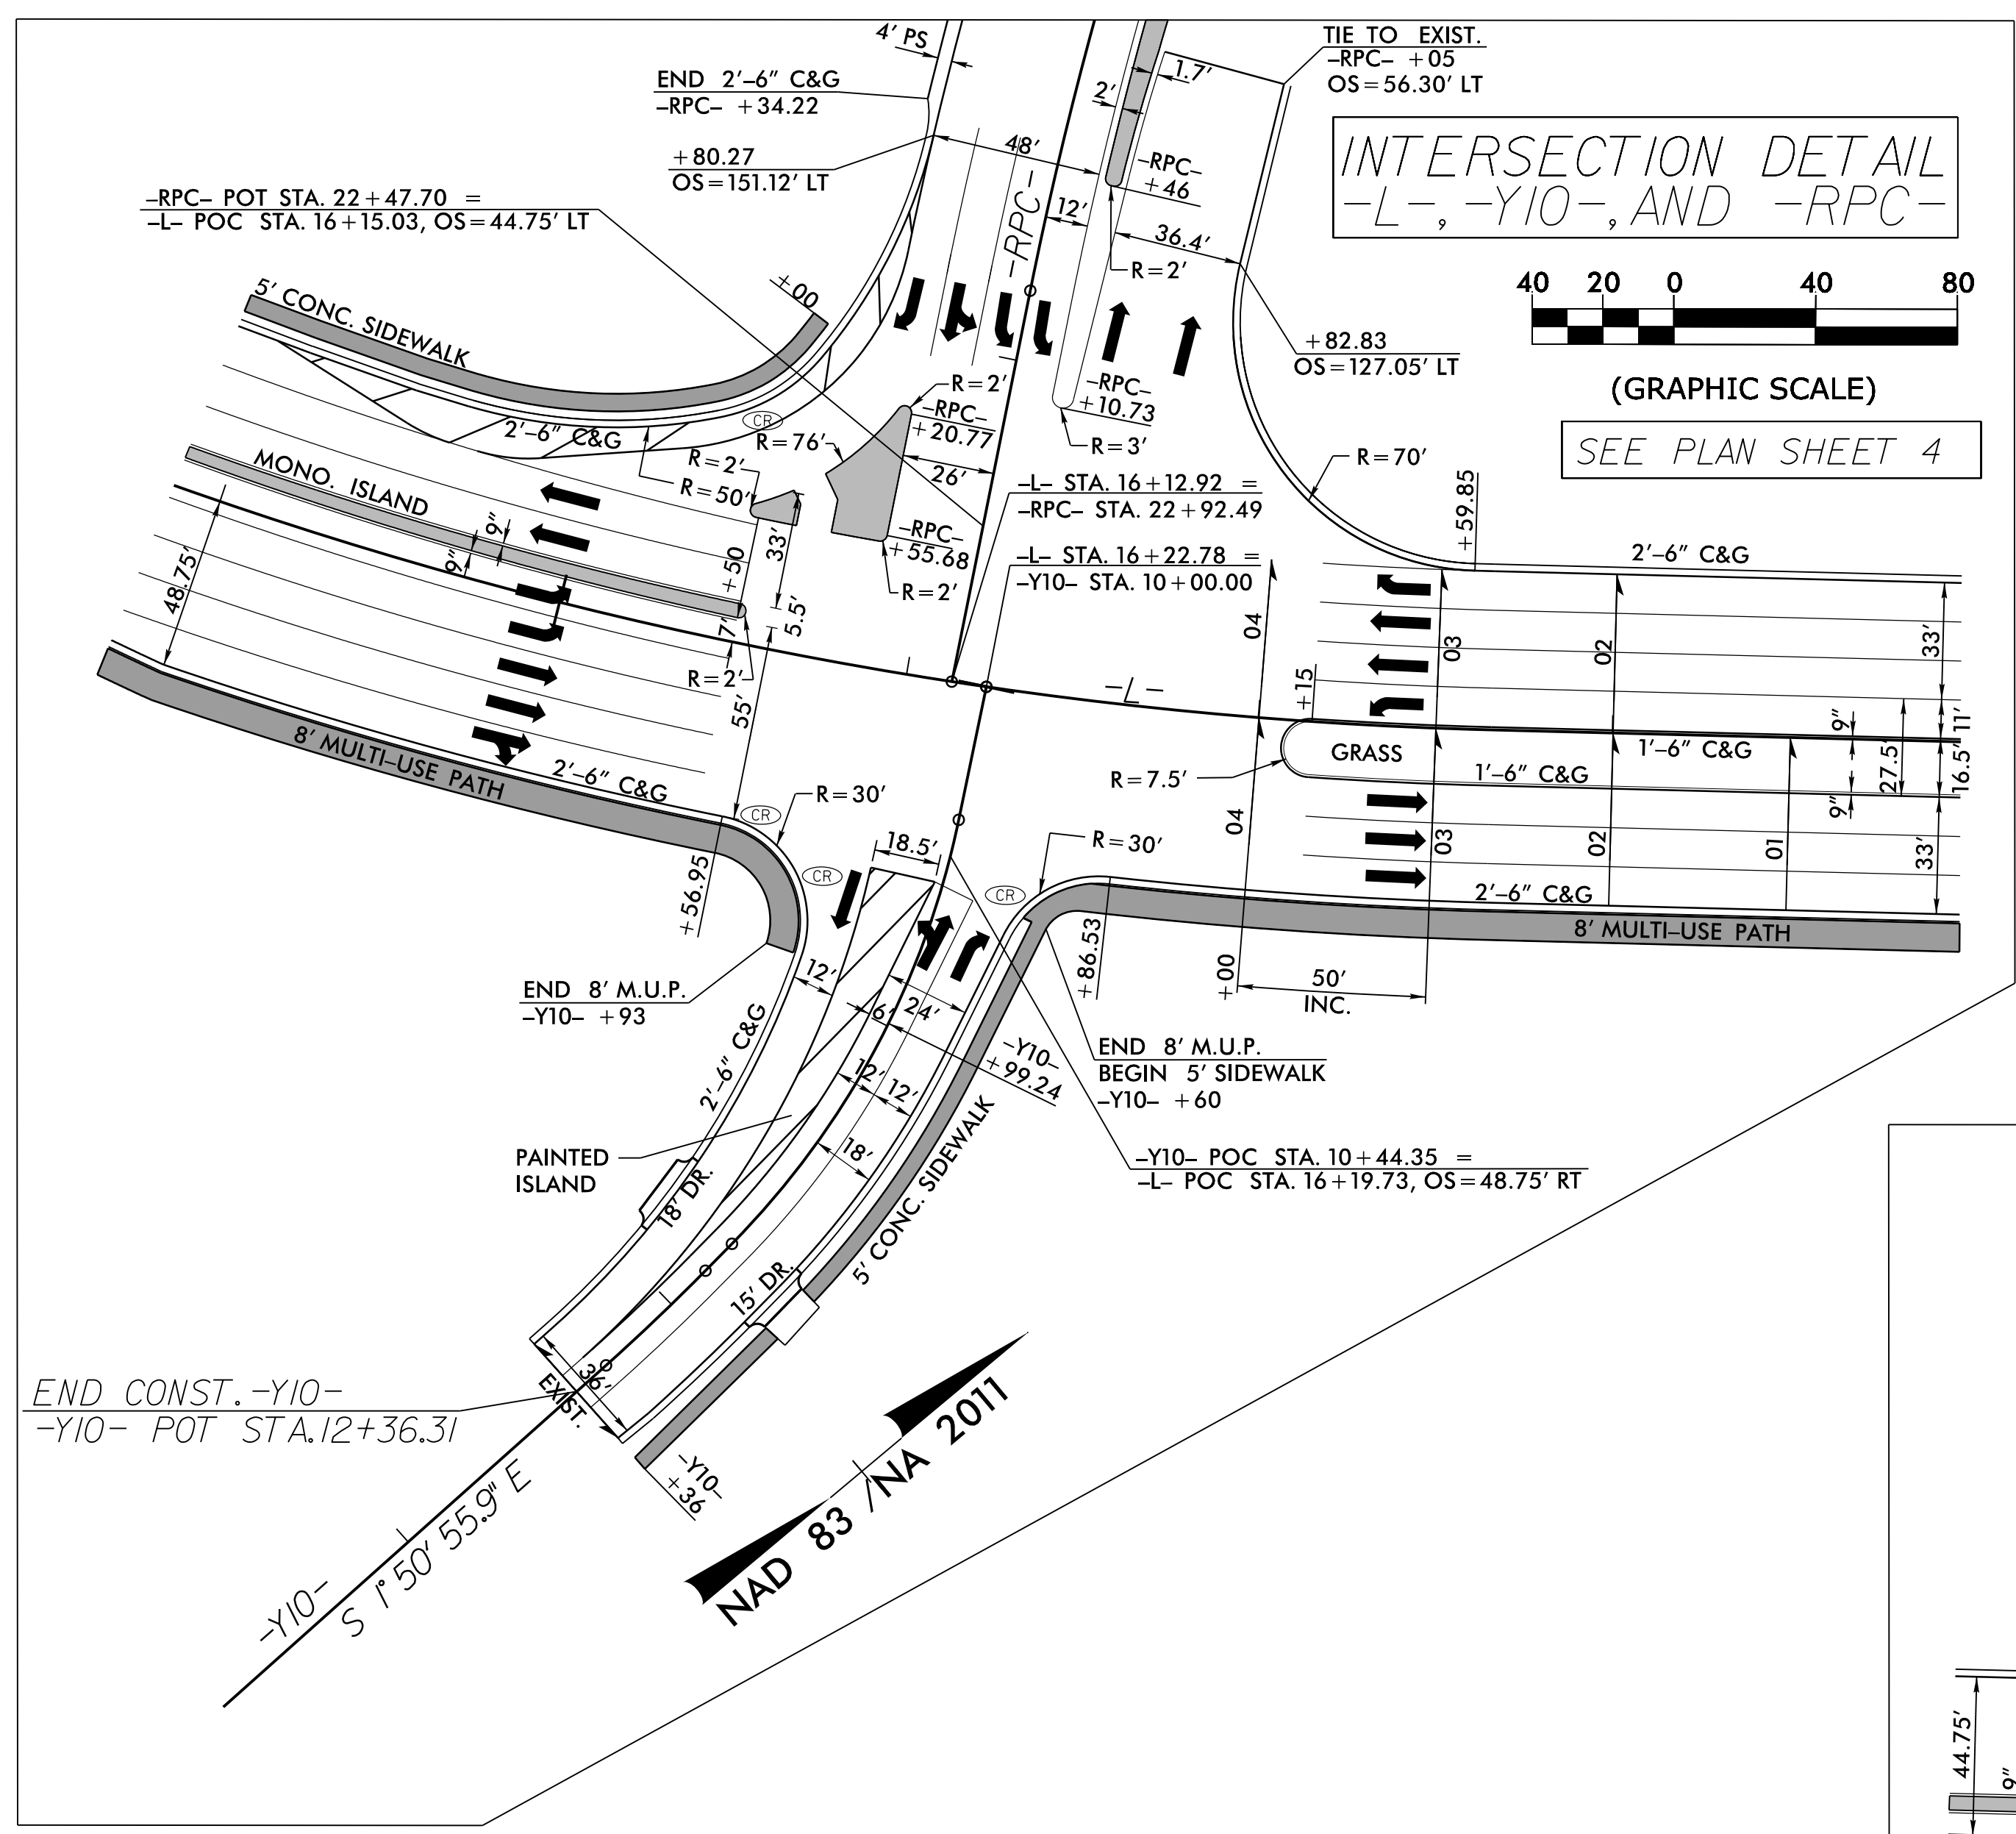 4' PS
END 2'-6" C&G
-RPC- +34.22
+80.27
OS=151.12' LT
-RPC- POT STA. 22+47.70 =
-L- POC STA. 16+15.03, OS=44.75' LT
TIE TO EXIST.
-RPC- +05
OS=56.30' LT
1.7'
2'
48'
-RPC-
+46
12'
-RPC-
36.4'
R=2'
INTERSECTION DETAIL
-L-, -Y10-, AND -RPC-
40 20 0 40 80
(GRAPHIC SCALE)
SEE PLAN SHEET 4
+82.83
OS=127.05' LT
+00
5' CONC. SIDEWALK
2'-6" C&G
CR
R=2'
-RPC-
+20.77
R=76'
26'
-RPC-
+10.73
R=3'
R=70'
+59.85
R=2'
R=50'
MONO. ISLAND
9"
9"
48.75'
+50
33'
5.5'
7'
R=2'
55'
-RPC-
+55.68
R=2'
-L- STA. 16+12.92 =
-RPC- STA. 22+92.49
-L- STA. 16+22.78 =
-Y10- STA. 10+00.00
-L-
04
+15
03
02
2'-6" C&G
33'
11'
9"
27.5'
16.5'
GRASS
1'-6" C&G
1'-6" C&G
9"
R=7.5'
04
03
02
01
33'
2'-6" C&G
8' MULTI-USE PATH
8' MULTI-USE PATH
2'-6" C&G
R=30'
CR
+56.95
CR
18.5'
CR
R=30'
+86.53
+00
50'
INC.
END 8' M.U.P.
-Y10- +93
12'
6'
24'
-Y10-
+99.24
2'-6" C&G
12'
12'
18'
END 8' M.U.P.
BEGIN 5' SIDEWALK
-Y10- +60
-Y10- POC STA. 10+44.35 =
-L- POC STA. 16+19.73, OS=48.75' RT
PAINTED
ISLAND
18' DR.
15' DR.
5' CONC. SIDEWALK
36'
EXIST.
END CONST. -Y10-
-Y10- POT STA.12+36.31
-Y10-
+36
-Y10-
S 1° 50' 55.9" E
NAD 83 /NA 2011
44.75'
9"